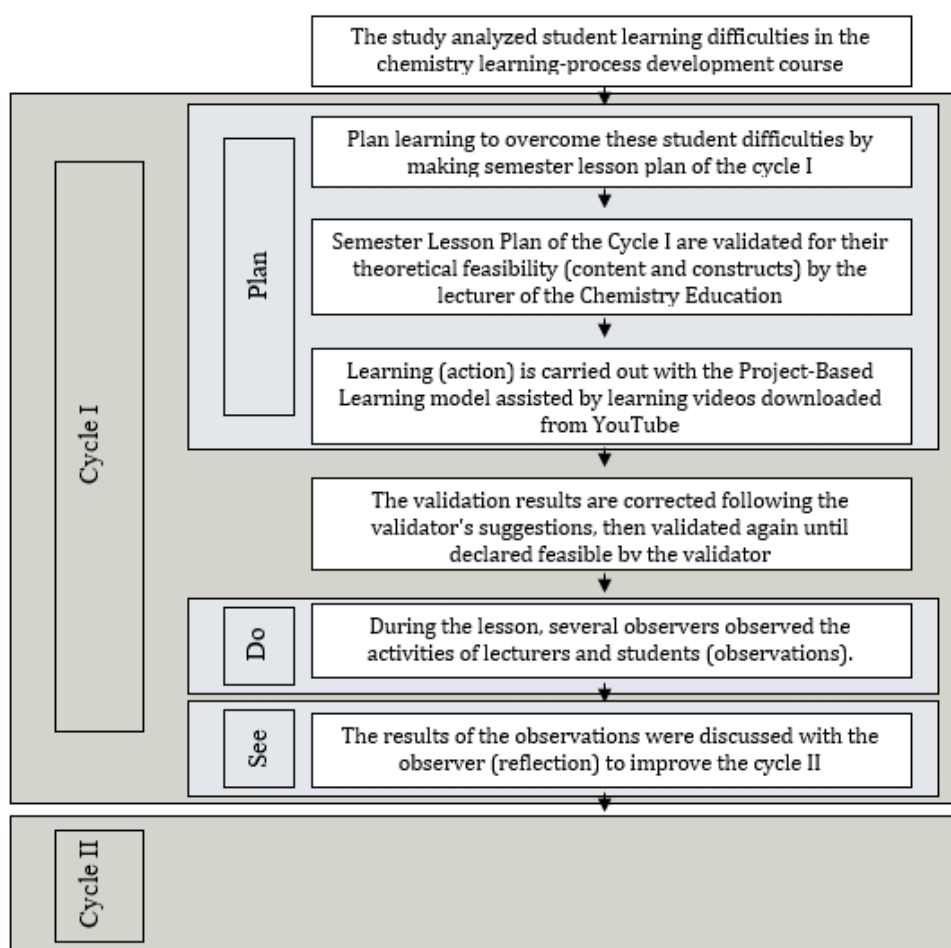 The study analyzed student learning difficulties in the
chemistry learning-process development course
Cycle I
Plan
Plan learning to overcome these student difficulties by
making semester lesson plan of the cycle I
Semester Lesson Plan of the Cycle I are validated for their
theoretical feasibility (content and constructs) by the
lecturer of the Chemistry Education
Learning (action) is carried out with the Project-Based
Learning model assisted by learning videos downloaded
from YouTube
The validation results are corrected following the
validator's suggestions, then validated again until
declared feasible by the validator
Do
During the lesson, several observers observed the
activities of lecturers and students (observations).
See
The results of the observations were discussed with the
observer (reflection) to improve the cycle II
Cycle II